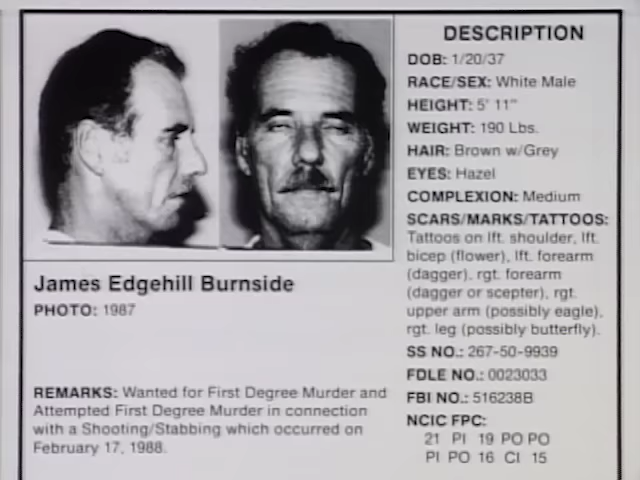 James Edgehill Burnside
PHOTO: 1987
REMARKS: Wanted for First Degree Murder and
Attempted First Degree Murder in connection
with a Shooting/Stabbing which occurred on
February 17, 1988.
DESCRIPTION
DOB: 1/20/37
RACE/SEX: White Male
HEIGHT: 5' 11"
WEIGHT: 190 Lbs.
HAIR: Brown w/Grey
EYES: Hazel
COMPLEXION: Medium
SCARS/MARKS/TATTOOS:
Tattoos on lft. shoulder, lft.
bicep (flower), lft. forearm
(dagger), rgt. forearm
(dagger or scepter), rgt.
upper arm (possibly eagle),
rgt. leg (possibly butterfly).
SS NO.: 267-50-9939
FDLE NO.: 0023033
FBI NO.: 516238B
NCIC FPC:
21 PI 19 PO PO
PI PO 16 CI 15